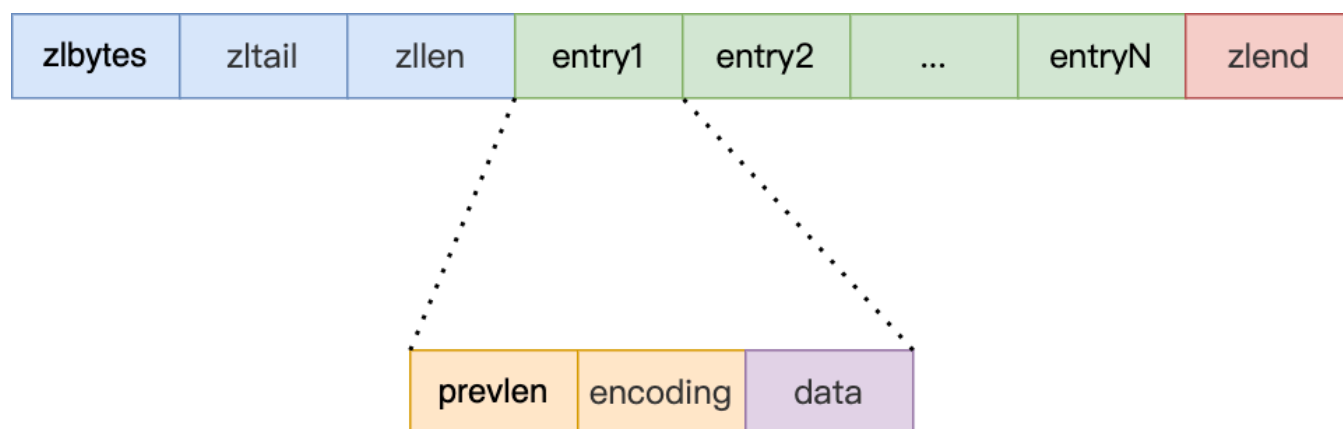 zlbytes zltail zllen entry1 entry2 ... entryN zlend
prevlen encoding data